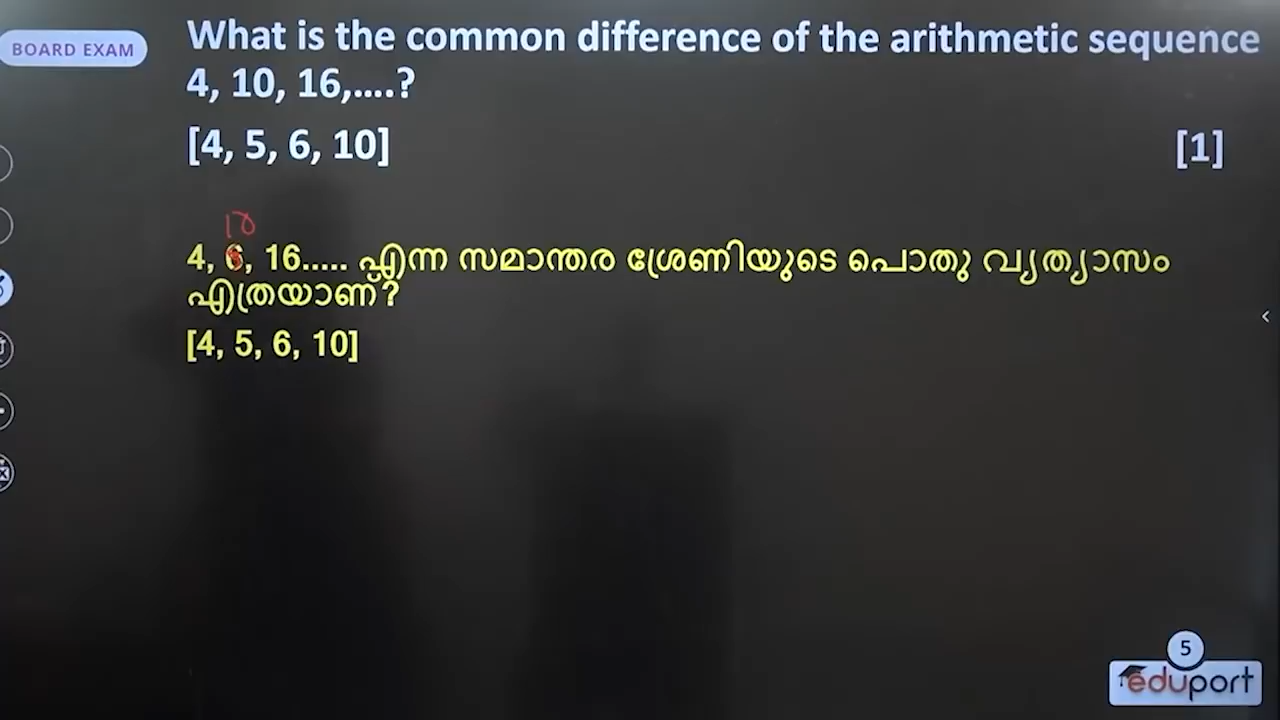 BOARD EXAM
What is the common difference of the arithmetic sequence
4, 10, 16,....?
[4, 5, 6, 10]
[1]
10
4, 6, 16..... എന്ന സമാന്തര ശ്രേണിയുടെ പൊതു വ്യത്യാസം
എത്രയാണ്?
[4, 5, 6, 10]
5
eduport